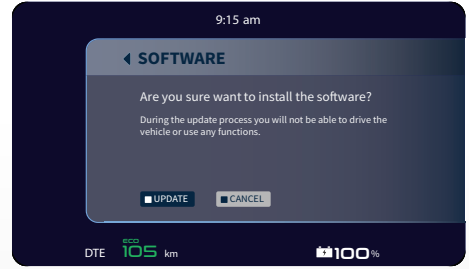 9:15 am
SOFTWARE
Are you sure want to install the software?
During the update process you will not be able to drive the
vehicle or use any functions.
UPDATE CANCEL
DTE ECO 105 km 100%